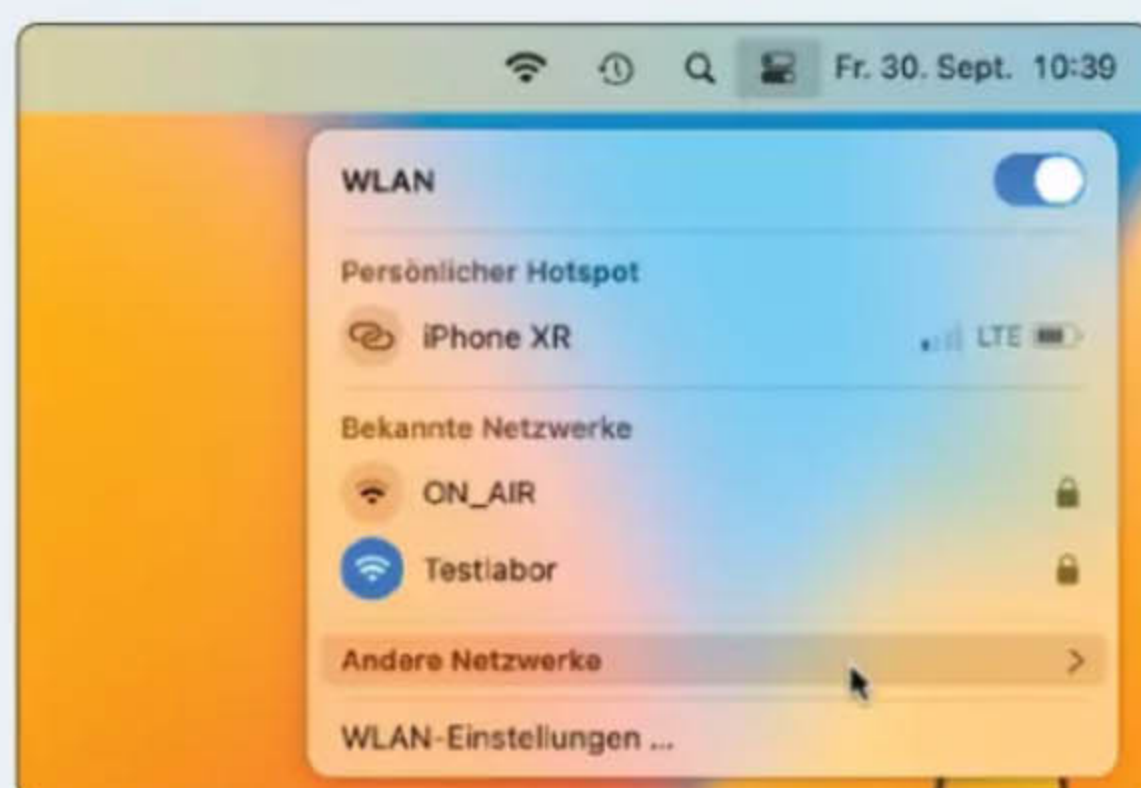 Fr. 30. Sept. 10:39
WLAN
Persönlicher Hotspot
iPhone XR LTE
Bekannte Netzwerke
ON_AIR
Testlabor
Andere Netzwerke
WLAN-Einstellungen ...